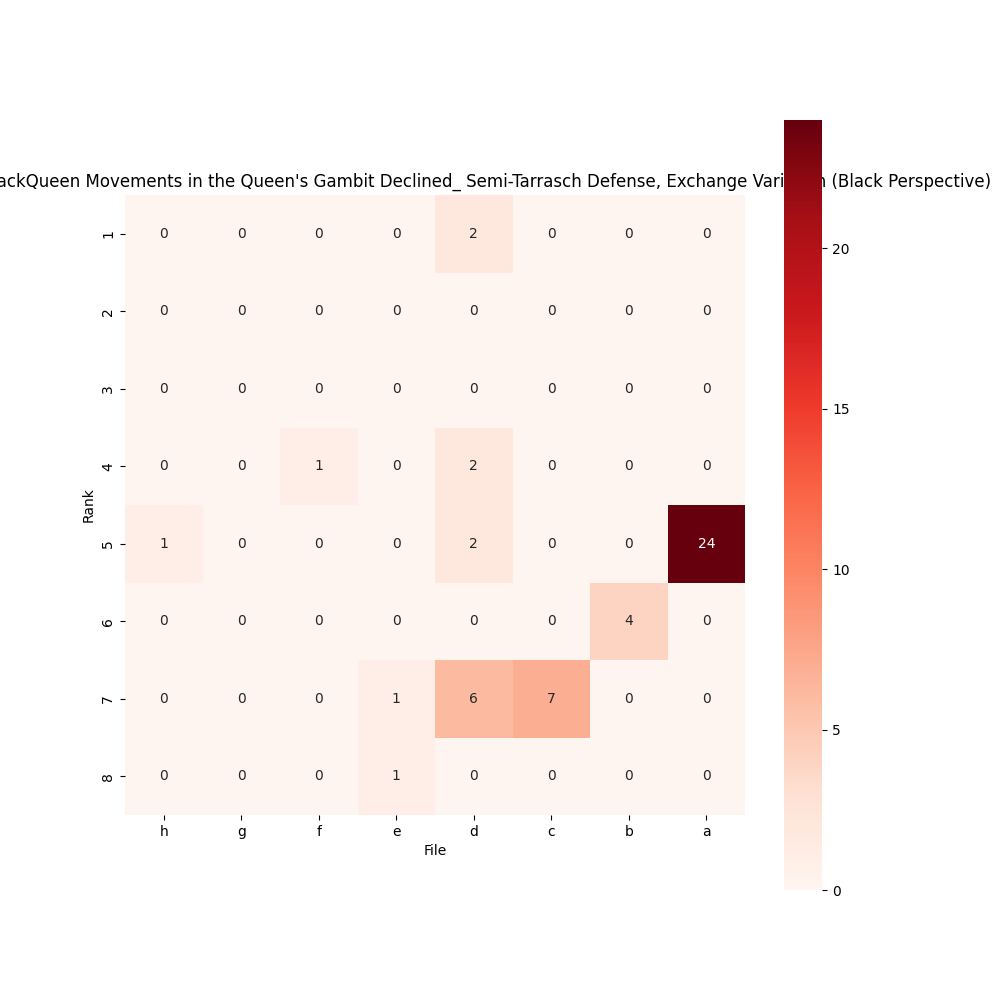 ackQueen Movements in the Queen's Gambit Declined_ Semi-Tarrasch Defense, Exchange Vari n (Black Perspective)
1 0 0 0 0 2 0 0 0
2 0 0 0 0 0 0 0 0
3 0 0 0 0 0 0 0 0
4 0 0 1 0 2 0 0 0
5 1 0 0 0 2 0 0 24
6 0 0 0 0 0 0 4 0
7 0 0 0 1 6 7 0 0
8 0 0 0 1 0 0 0 0
h g f e d c b a
File
Rank
20
15
10
5
0